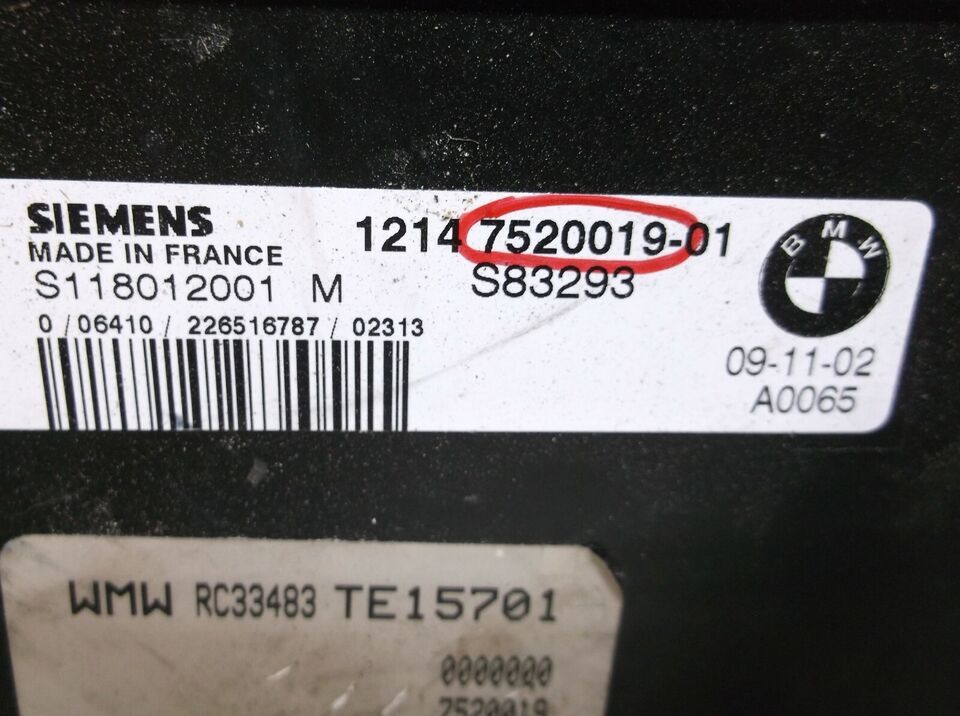 SIEMENS
MADE IN FRANCE
S118012001 M
1214 7520019-01
S83293
0 / 06410 / 226516787 / 02313
BMW
09-11-02
A0065
WMW RC33483 TE15701
0000000
7520019